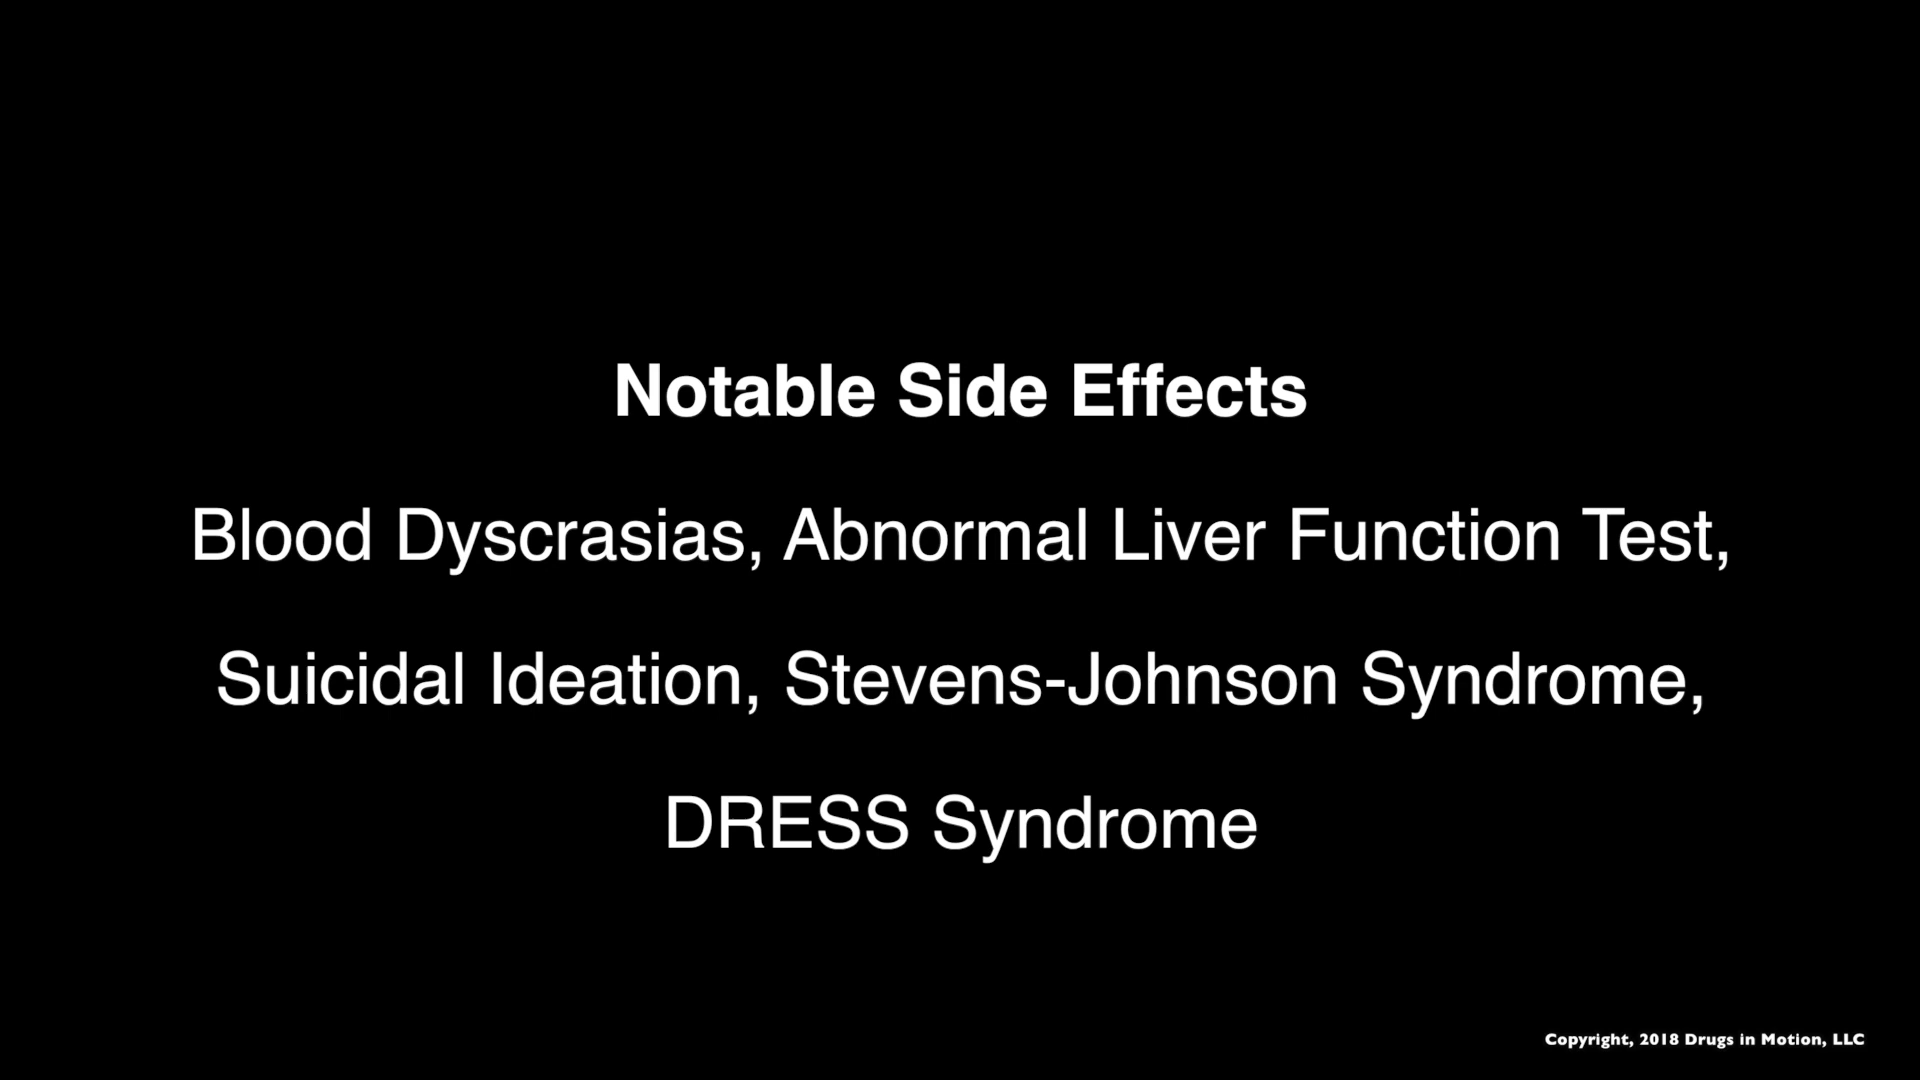 Notable Side Effects
Blood Dyscrasias, Abnormal Liver Function Test,
Suicidal Ideation, Stevens-Johnson Syndrome,
DRESS Syndrome
Copyright, 2018 Drugs in Motion, LLC